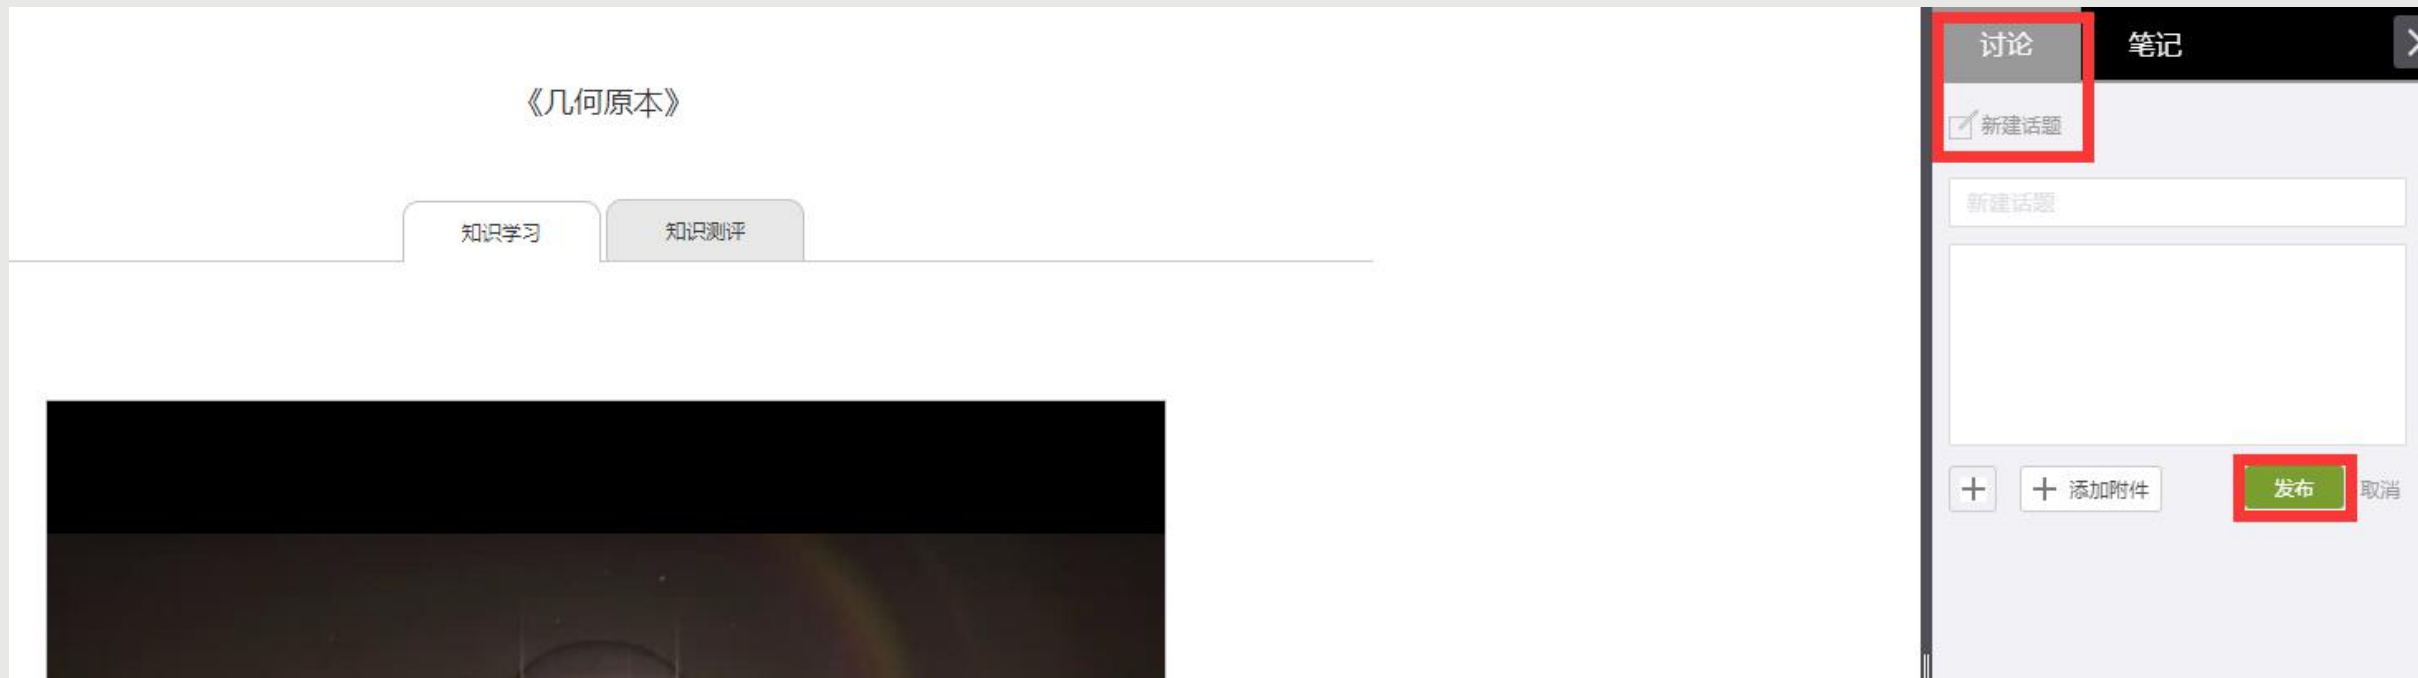 《几何原本》
知识学习
知识测评
讨论
笔记
新建话题
新建话题
添加附件
发布
取消